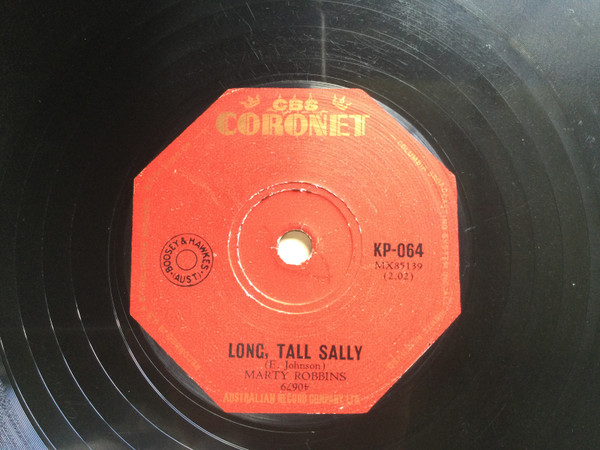 CBS
CORONET
KP-064
MX85139
(2.02)
BOOSEY & HAWKES
(AUST)
LONG, TALL SALLY
(E. Johnson)
MARTY ROBBINS
40679
AUSTRALIAN RECORD COMPANY LTD.